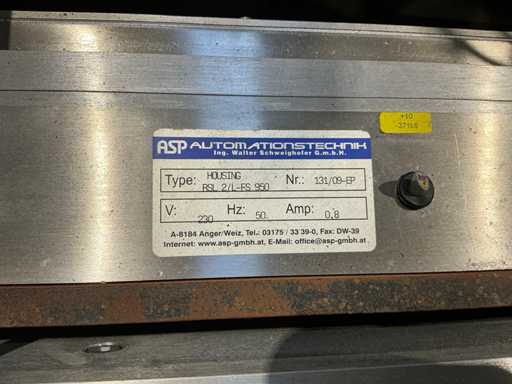 +10
ASP AUTOMATIONSTECHNIK
Ing. Walter Schweighofer G.m.b.H.
Type: HOUSING Nr.: 131/09-EP
RSL 2/L-FS 950
V: 230 Hz: 50 Amp: 0,8
A-8184 Anger/Weiz, Tel.: 03175 / 33 39-0, Fax: DW-39
Internet: www.asp-gmbh.at, E-Mail: office@asp-gmbh.at